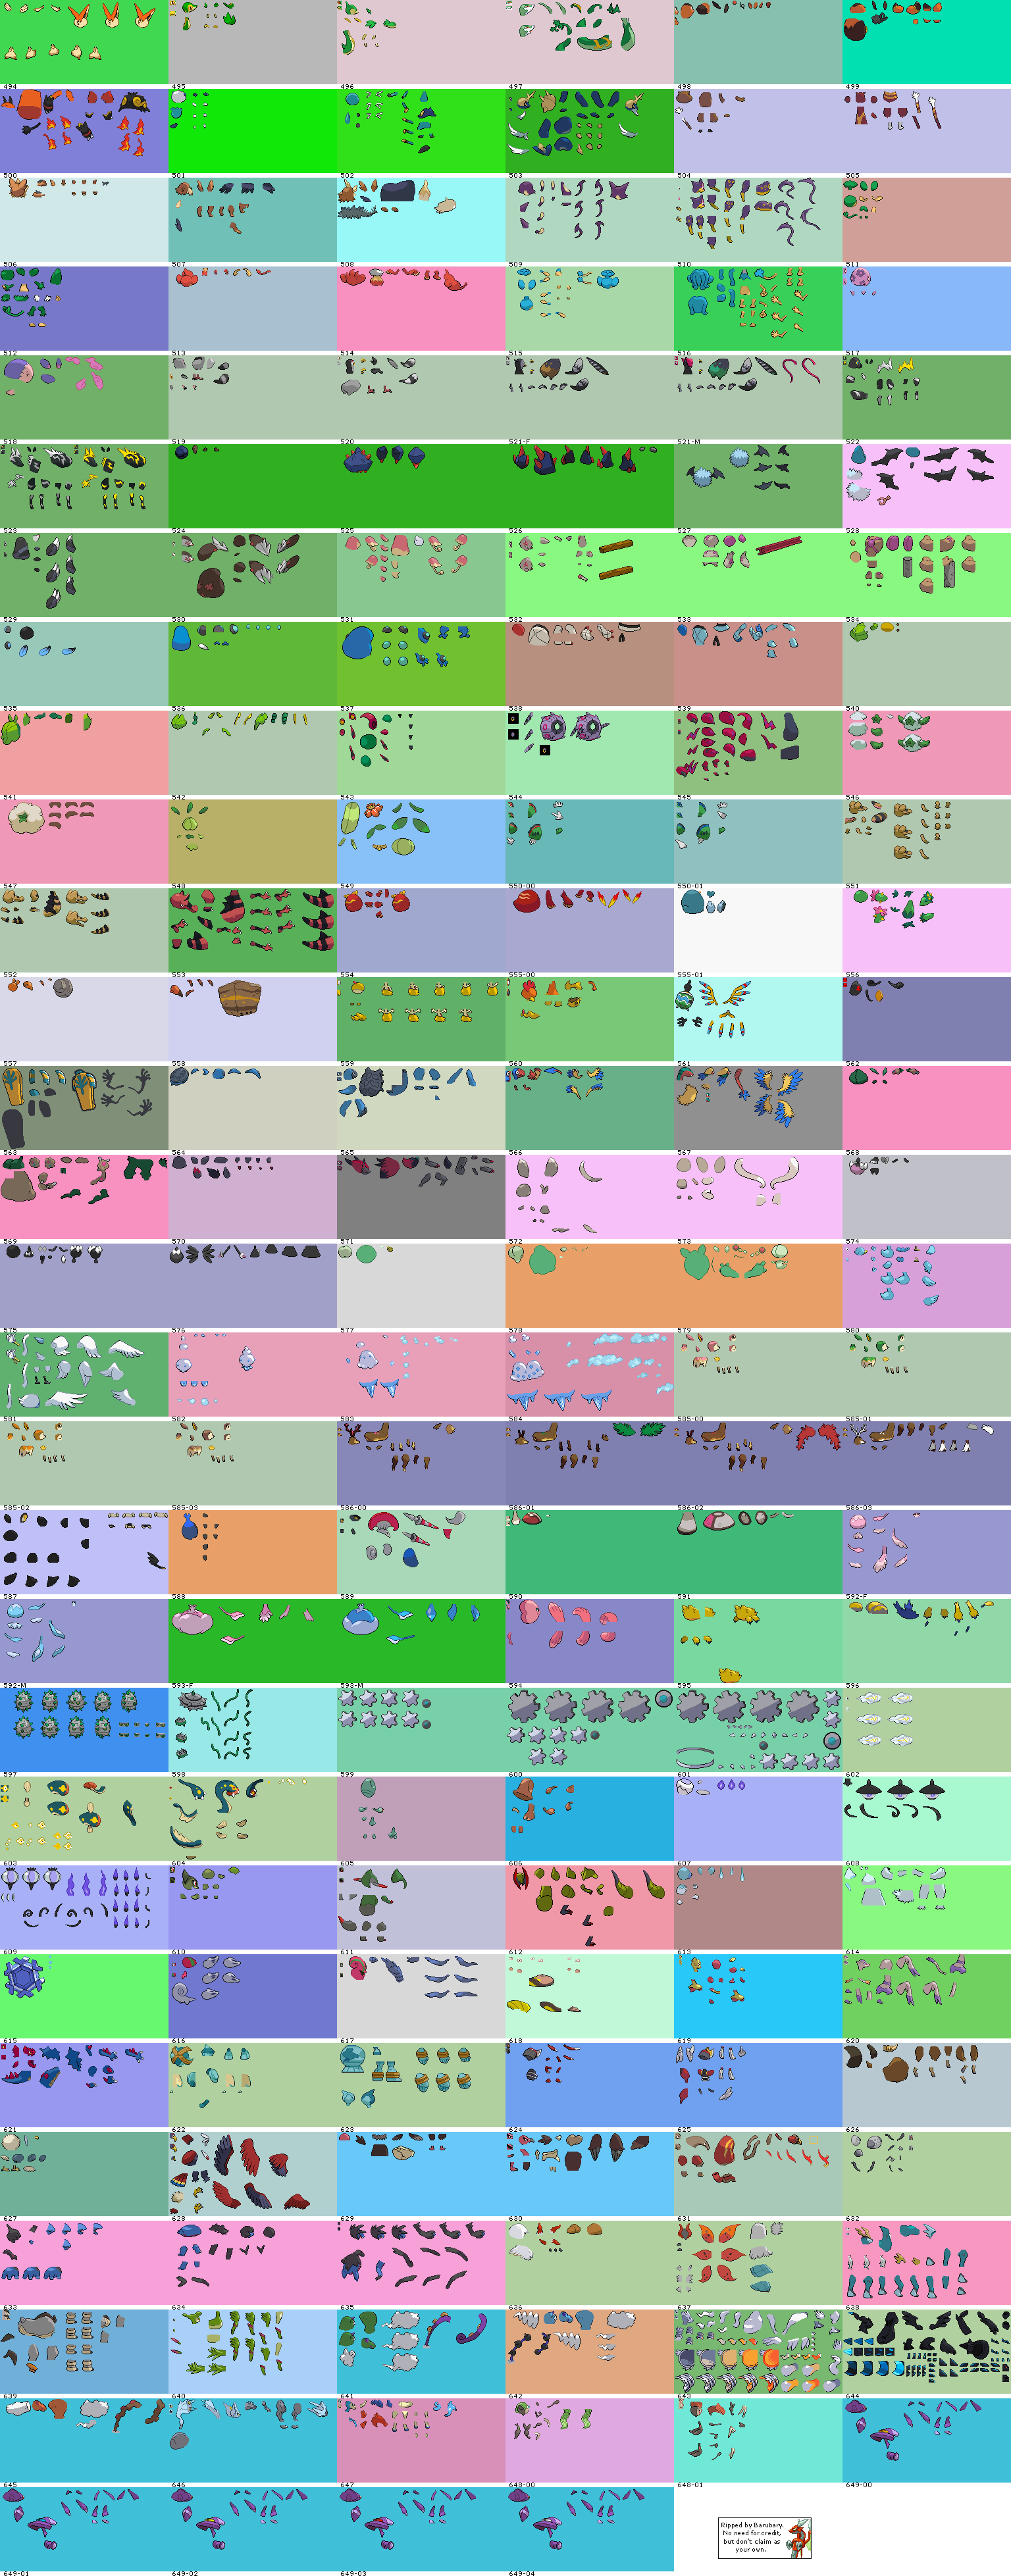 494 495 496 497 498 499
500 501 502 503 504 505
506 507 508 509 510 511
512 513 514 515 516 517
518 519 520 521-F 521-M 522
523 524 525 526 527 528
529 530 531 532 533 534
535 536 537 538 539 540
541 542 543 544 545 546
547 548 549 550-00 550-01 551
552 553 554 555-00 555-01 556
557 558 559 560 561 562
563 564 565 566 567 568
569 570 571 572 573 574
575 576 577 578 579 580
581 582 583 584 585-00 585-01
585-02 585-03 586-00 586-01 586-02 586-03
587 588 589 590 591 592-F
592-M 593-F 593-M 594 595 596
597 598 599 600 601 602
603 604 605 606 607 608
609 610 611 612 613 614
615 616 617 618 619 620
621 622 623 624 625 626
627 628 629 630 631 632
633 634 635 636 637 638
639 640 641 642 643 644
645 646 647 648-00 648-01 649-00
Ripped by Barubary.
No need for credit,
but don't claim as
your own.
649-01 649-02 649-03 649-04